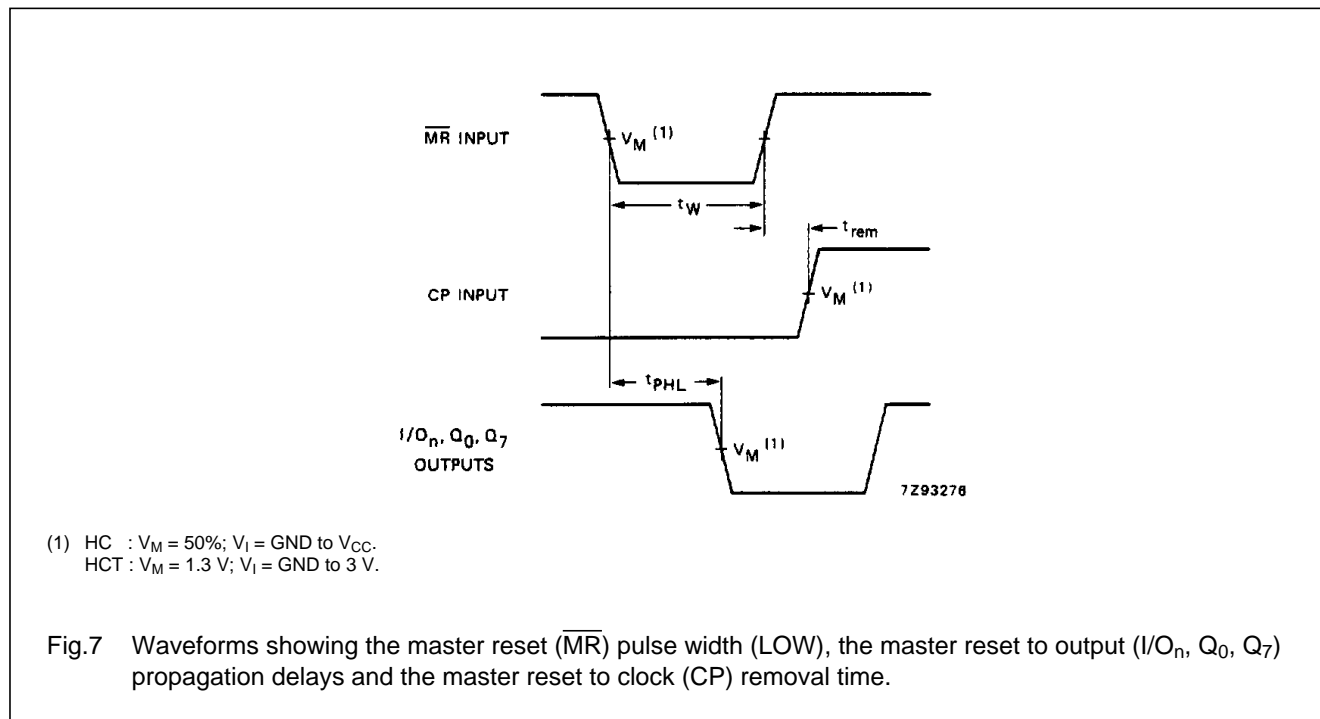 M̅R̅ INPUT
V_M (1)
t_W
t_rem
CP INPUT
V_M (1)
t_PHL
I/O_n, Q_0, Q_7
OUTPUTS
V_M (1)
7Z93276
(1) HC : V_M = 50%; V_I = GND to V_CC.
HCT : V_M = 1.3 V; V_I = GND to 3 V.
Fig.7 Waveforms showing the master reset (M̅R̅) pulse width (LOW), the master reset to output (I/O_n, Q_0, Q_7)
propagation delays and the master reset to clock (CP) removal time.